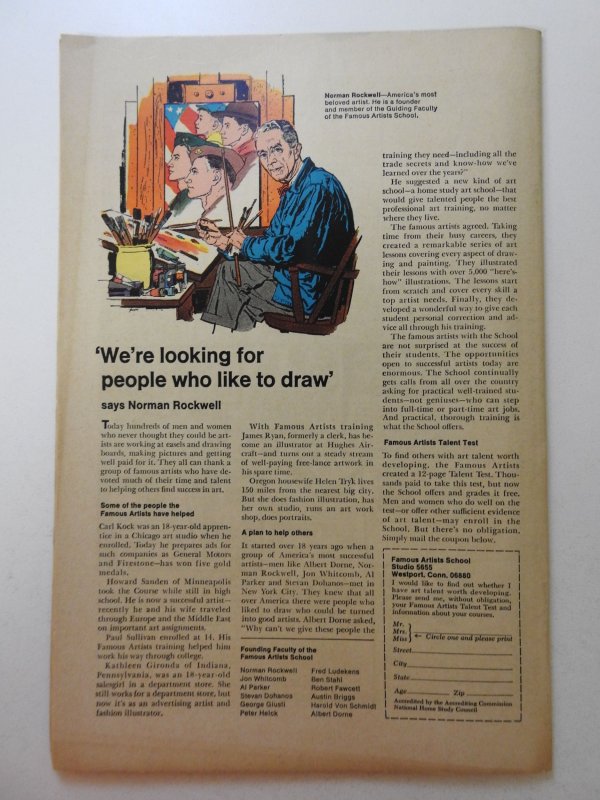 Norman Rockwell—America's most
beloved artist. He is a founder
and member of the Guiding Faculty
of the Famous Artists School.
'We're looking for
people who like to draw'
says Norman Rockwell
Today hundreds of men and women
who never thought they could be art-
ists are working at easels and drawing
boards, making pictures and getting
well paid for it. They all can thank a
group of famous artists who have de-
voted much of their time and talent
to helping others find success in art.
Some of the people the
Famous Artists have helped
Carl Kock was an 18-year-old appren-
tice in a Chicago art studio when he
enrolled. Today he prepares ads for
such companies as General Motors
and Firestone—has won five gold
medals.
Howard Sanden of Minneapolis
took the Course while still in high
school. He is now a successful artist—
recently he and his wife traveled
through Europe and the Middle East
on important art assignments.
Paul Sullivan enrolled at 14. His
Famous Artists training helped him
work his way through college.
Kathleen Gironda of Indiana,
Pennsylvania, was an 18-year-old
salesgirl in a department store. She
still works for a department store, but
now it's as an advertising artist and
fashion illustrator.
With Famous Artists training
James Ryan, formerly a clerk, has be-
come an illustrator at Hughes Air-
craft—and turns out a steady stream
of well-paying free-lance artwork in
his spare time.
Oregon housewife Helen Tryk lives
150 miles from the nearest big city.
But she does fashion illustration, has
her own studio, runs an art work
shop, does portraits.
A plan to help others
It started over 18 years ago when a
group of America's most successful
artists—men like Albert Dorne, Nor-
man Rockwell, Jon Whitcomb, Al
Parker and Stevan Dohanos—met in
New York City. They knew that all
over America there were people who
liked to draw who could be turned
into good artists. Albert Dorne asked,
"Why can't we give these people the
training they need—including all the
trade secrets and know-how we've
learned over the years?"
He suggested a new kind of art
school—a home study art school—that
would give talented people the best
professional art training, no matter
where they live.
The famous artists agreed. Taking
time from their busy careers, they
created a remarkable series of art
lessons covering every aspect of draw-
ing and painting. They illustrated
their lessons with over 5,000 "here's-
how" illustrations. The lessons start
from scratch and cover every skill a
top artist needs. Finally, they de-
veloped a wonderful way to give each
student personal correction and ad-
vice all through his training.
The famous artists with the School
are not surprised at the success of
their students. The opportunities
open to successful artists today are
enormous. The School continually
gets calls from all over the country
asking for practical well-trained stu-
dents—not geniuses—who can step
into full-time or part-time art jobs.
And practical, thorough training is
what the School offers.
Famous Artists Talent Test
To find others with art talent worth
developing, the Famous Artists
created a 12-page Talent Test. Thou-
sands paid to take this test, but now
the School offers and grades it free.
Men and women who do well on the
test—or offer other sufficient evidence
of art talent—may enroll in the
School. But there's no obligation.
Simply mail the coupon below.
Founding Faculty of the
Famous Artists School
Norman Rockwell
Jon Whitcomb
Al Parker
Stevan Dohanos
George Giusti
Peter Helck
Fred Ludekens
Ben Stahl
Robert Fawcett
Austin Briggs
Harold Von Schmidt
Albert Dorne
Famous Artists School
Studio 5655
Westport, Conn. 06880
I would like to find out whether I
have art talent worth developing.
Please send me, without obligation,
your Famous Artists Talent Test and
information about your courses.
Mr.
Mrs. ← Circle one and please print
Miss
Street
City
State
Age Zip
Accredited by the Accrediting Commission
National Home Study Council